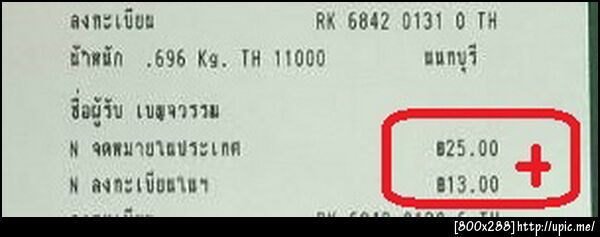 ลงทะเบียน RK 6842 0131 0 TH
น้ำหนัก .696 Kg. TH 11000 นนทบุรี
ชื่อผู้รับ เบญจวรรม
N จดหมายในประเทศ ฿25.00
N ลงทะเบียนในฯ ฿13.00
+
[800x288]http://upic.me/